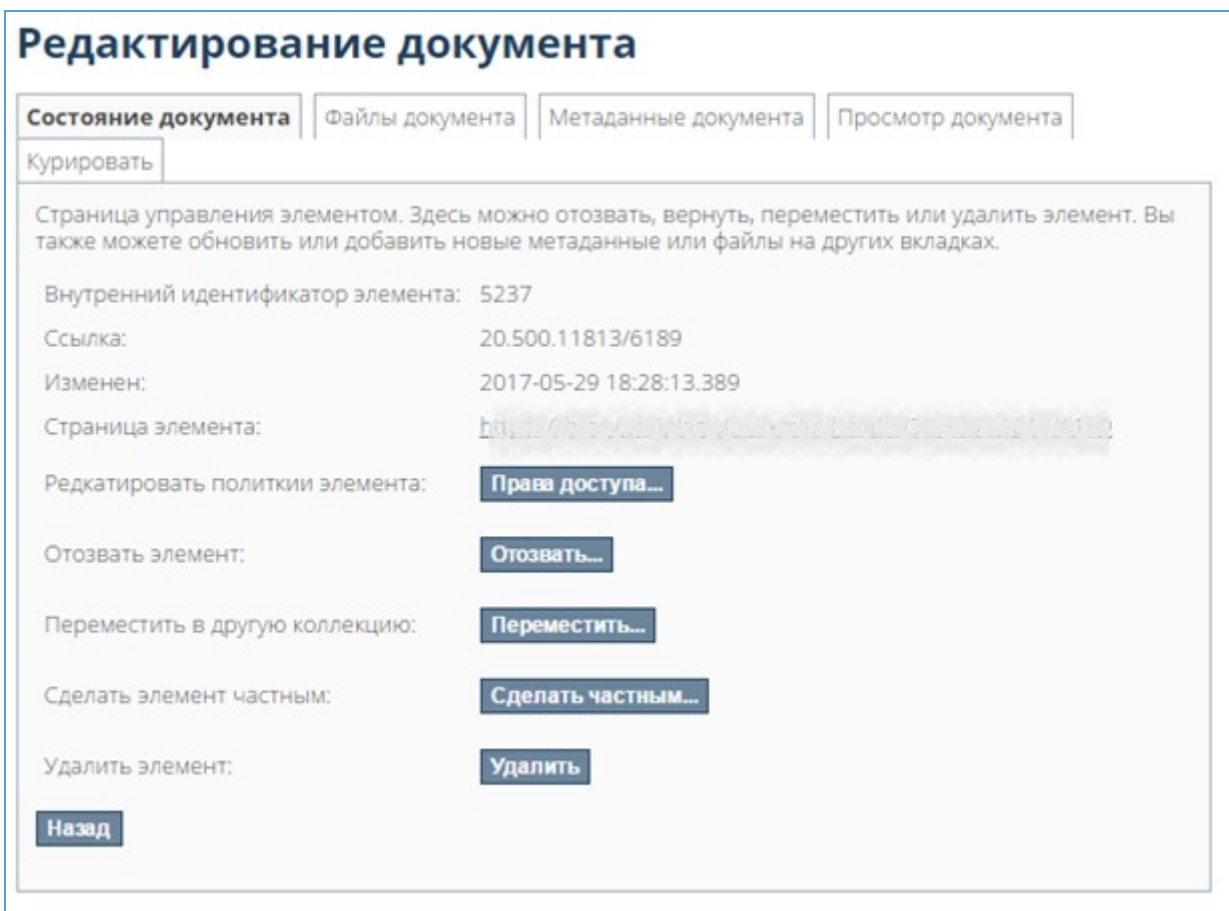 Редактирование документа
Состояние документа Файлы документа Метаданные документа Просмотр документа
Курировать
Страница управления элементом. Здесь можно отозвать, вернуть, переместить или удалить элемент. Вы
также можете обновить или добавить новые метаданные или файлы на других вкладках.
Внутренний идентификатор элемента: 5237
Ссылка: 20.500.11813/6189
Изменен: 2017-05-29 18:28:13.389
Страница элемента:
Редкатировать политкии элемента: Права доступа...
Отозвать элемент: Отозвать...
Переместить в другую коллекцию: Переместить...
Сделать элемент частным: Сделать частным...
Удалить элемент: Удалить
Назад